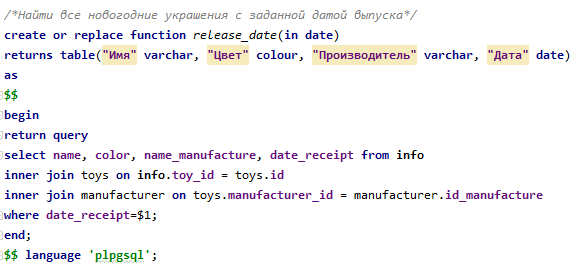 /*Найти все новогодние украшения с заданной датой выпуска*/
create or replace function release_date(in date)
returns table("Имя" varchar, "Цвет" colour, "Производитель" varchar, "Дата" date)
as
$$
begin
return query
select name, color, name_manufacture, date_receipt from info
inner join toys on info.toy_id = toys.id
inner join manufacturer on toys.manufacturer_id = manufacturer.id_manufacture
where date_receipt=$1;
end;
$$ language 'plpgsql';